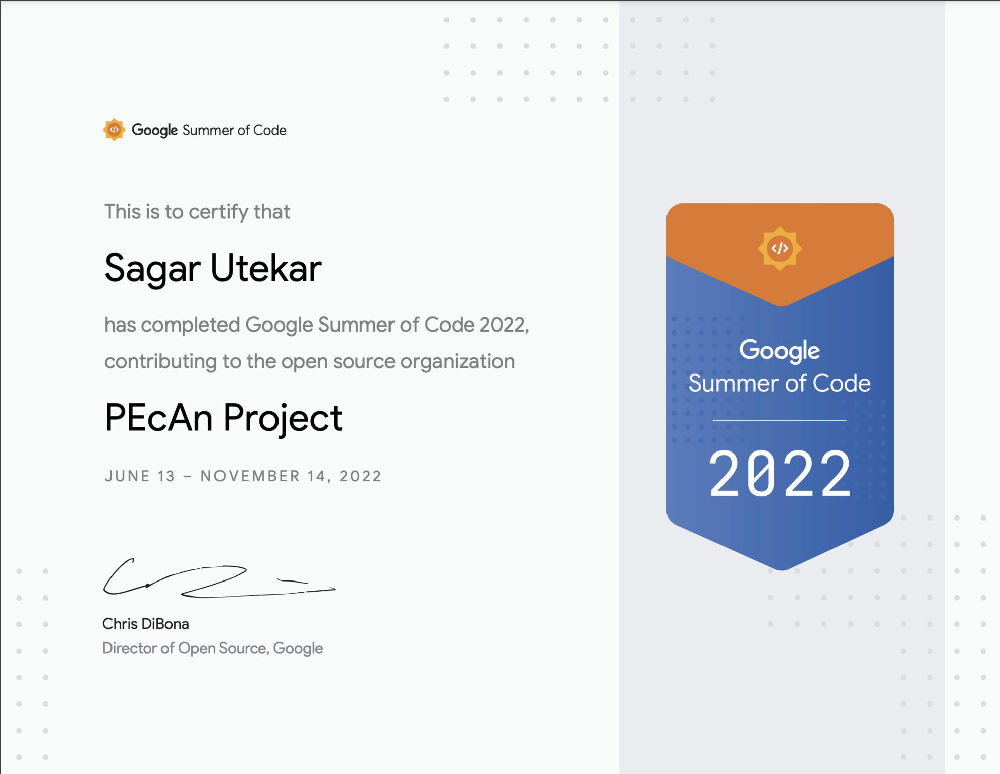 Google Summer of Code
This is to certify that
Sagar Utekar
has completed Google Summer of Code 2022,
contributing to the open source organization
PEcAn Project
JUNE 13 – NOVEMBER 14, 2022
Chris DiBona
Director of Open Source, Google
</>
Google
Summer of Code
2022